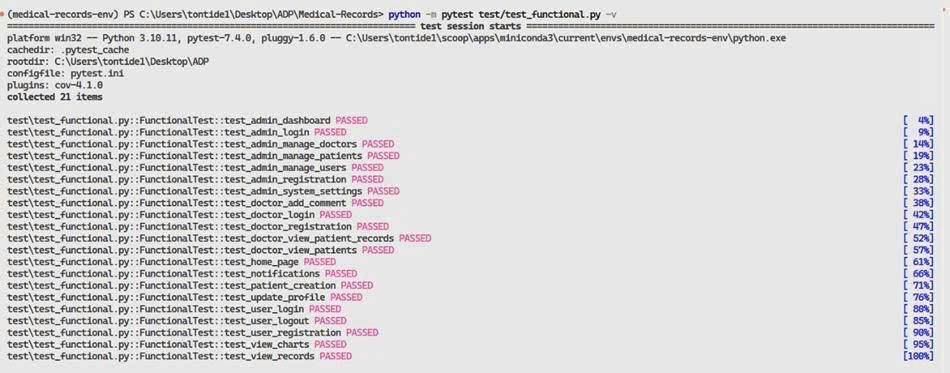 (medical-records-env) PS C:\Users\tontide1\Desktop\ADP\Medical-Records> python -m pytest test/test_functional.py -v
============================= test session starts =============================
platform win32 -- Python 3.10.11, pytest-7.4.0, pluggy-1.6.0 -- C:\Users\tontide1\scoop\apps\miniconda3\current\envs\medical-records-env\python.exe
cachedir: .pytest_cache
rootdir: C:\Users\tontide1\Desktop\ADP
configfile: pytest.ini
plugins: cov-4.1.0
collected 21 items
test\test_functional.py::FunctionalTest::test_admin_dashboard PASSED [  4%]
test\test_functional.py::FunctionalTest::test_admin_login PASSED [  9%]
test\test_functional.py::FunctionalTest::test_admin_manage_doctors PASSED [ 14%]
test\test_functional.py::FunctionalTest::test_admin_manage_patients PASSED [ 19%]
test\test_functional.py::FunctionalTest::test_admin_manage_users PASSED [ 23%]
test\test_functional.py::FunctionalTest::test_admin_registration PASSED [ 28%]
test\test_functional.py::FunctionalTest::test_admin_system_settings PASSED [ 33%]
test\test_functional.py::FunctionalTest::test_doctor_add_comment PASSED [ 38%]
test\test_functional.py::FunctionalTest::test_doctor_login PASSED [ 42%]
test\test_functional.py::FunctionalTest::test_doctor_registration PASSED [ 47%]
test\test_functional.py::FunctionalTest::test_doctor_view_patient_records PASSED [ 52%]
test\test_functional.py::FunctionalTest::test_doctor_view_patients PASSED [ 57%]
test\test_functional.py::FunctionalTest::test_home_page PASSED [ 61%]
test\test_functional.py::FunctionalTest::test_notifications PASSED [ 66%]
test\test_functional.py::FunctionalTest::test_patient_creation PASSED [ 71%]
test\test_functional.py::FunctionalTest::test_update_profile PASSED [ 76%]
test\test_functional.py::FunctionalTest::test_user_login PASSED [ 80%]
test\test_functional.py::FunctionalTest::test_user_logout PASSED [ 85%]
test\test_functional.py::FunctionalTest::test_user_registration PASSED [ 90%]
test\test_functional.py::FunctionalTest::test_view_charts PASSED [ 95%]
test\test_functional.py::FunctionalTest::test_view_records PASSED [100%]